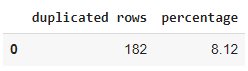 duplicated rows percentage
0 182 8.12